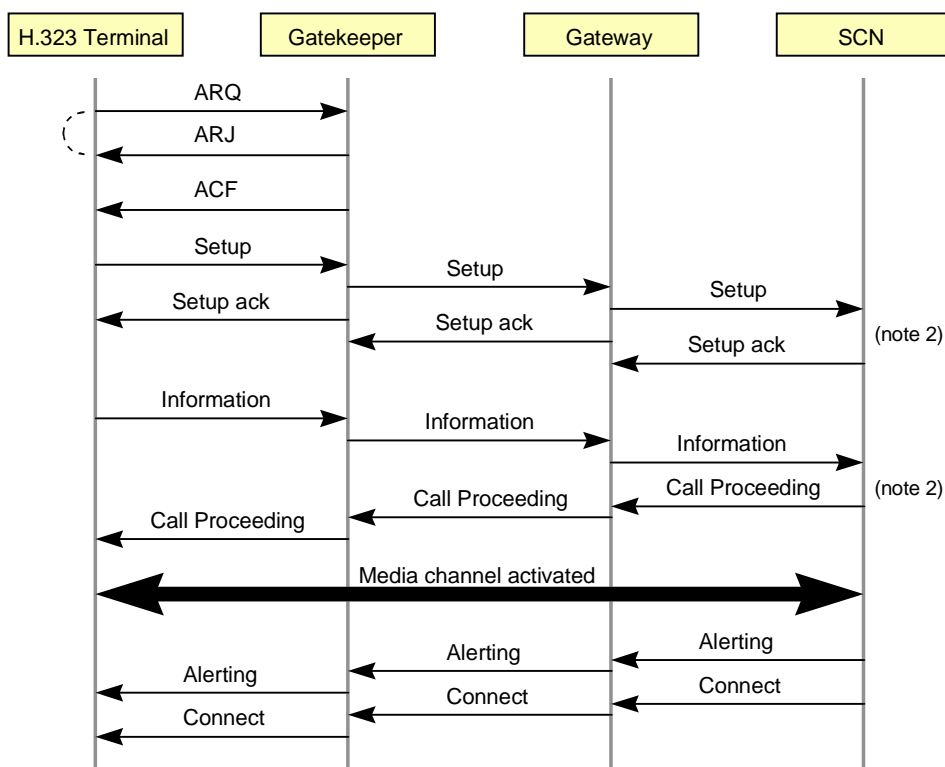 H.323 Terminal
Gatekeeper
Gateway
SCN
ARQ
ARJ
ACF
Setup
Setup
Setup
Setup ack
Setup ack
(note 2)
Setup ack
Information
Information
Information
Call Proceeding
(note 2)
Call Proceeding
Call Proceeding
Media channel activated
Alerting
Alerting
Alerting
Connect
Connect
Connect